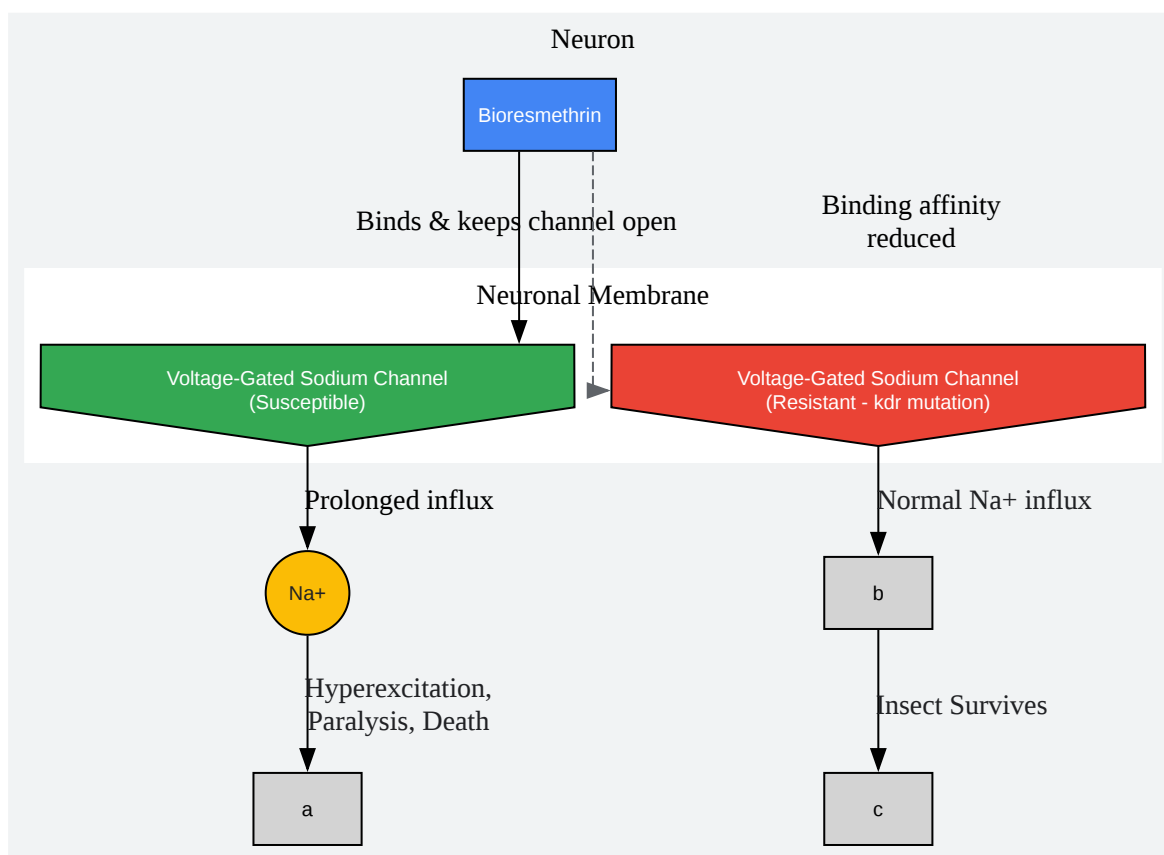 Neuron
Bioresmethrin
Binds & keeps channel open
Binding affinity
reduced
Neuronal Membrane
Voltage-Gated Sodium Channel
(Susceptible)
Voltage-Gated Sodium Channel
(Resistant - kdr mutation)
Prolonged influx
Normal Na+ influx
Na+
b
Hyperexcitation,
Paralysis, Death
Insect Survives
a
c